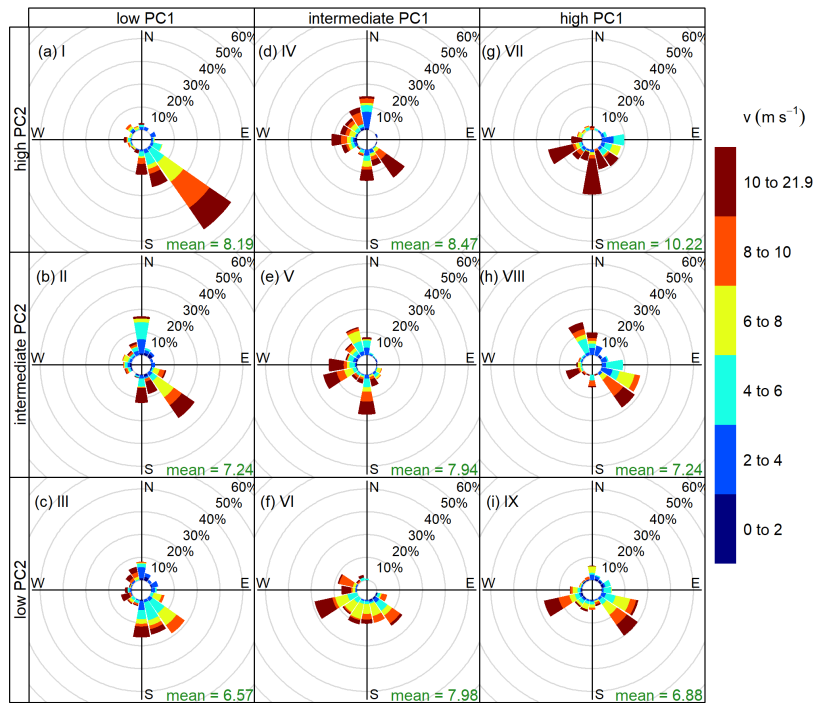 low PC1 intermediate PC1 high PC1
high PC2
(a) I
N
60%
50%
40%
30%
20%
10%
W
E
S
mean = 8.19
(d) IV
N
60%
50%
40%
30%
20%
10%
W
E
S
mean = 8.47
(g) VII
N
60%
50%
40%
30%
20%
10%
W
E
S
mean = 10.22
intermediate PC2
(b) II
N
60%
50%
40%
30%
20%
10%
W
E
S
mean = 7.24
(e) V
N
60%
50%
40%
30%
20%
10%
W
E
S
mean = 7.94
(h) VIII
N
60%
50%
40%
30%
20%
10%
W
E
S
mean = 7.24
low PC2
(c) III
N
60%
50%
40%
30%
20%
10%
W
E
S
mean = 6.57
(f) VI
N
60%
50%
40%
30%
20%
10%
W
E
S
mean = 7.98
(i) IX
N
60%
50%
40%
30%
20%
10%
W
E
S
mean = 6.88
v (m s⁻¹)
10 to 21.9
8 to 10
6 to 8
4 to 6
2 to 4
0 to 2